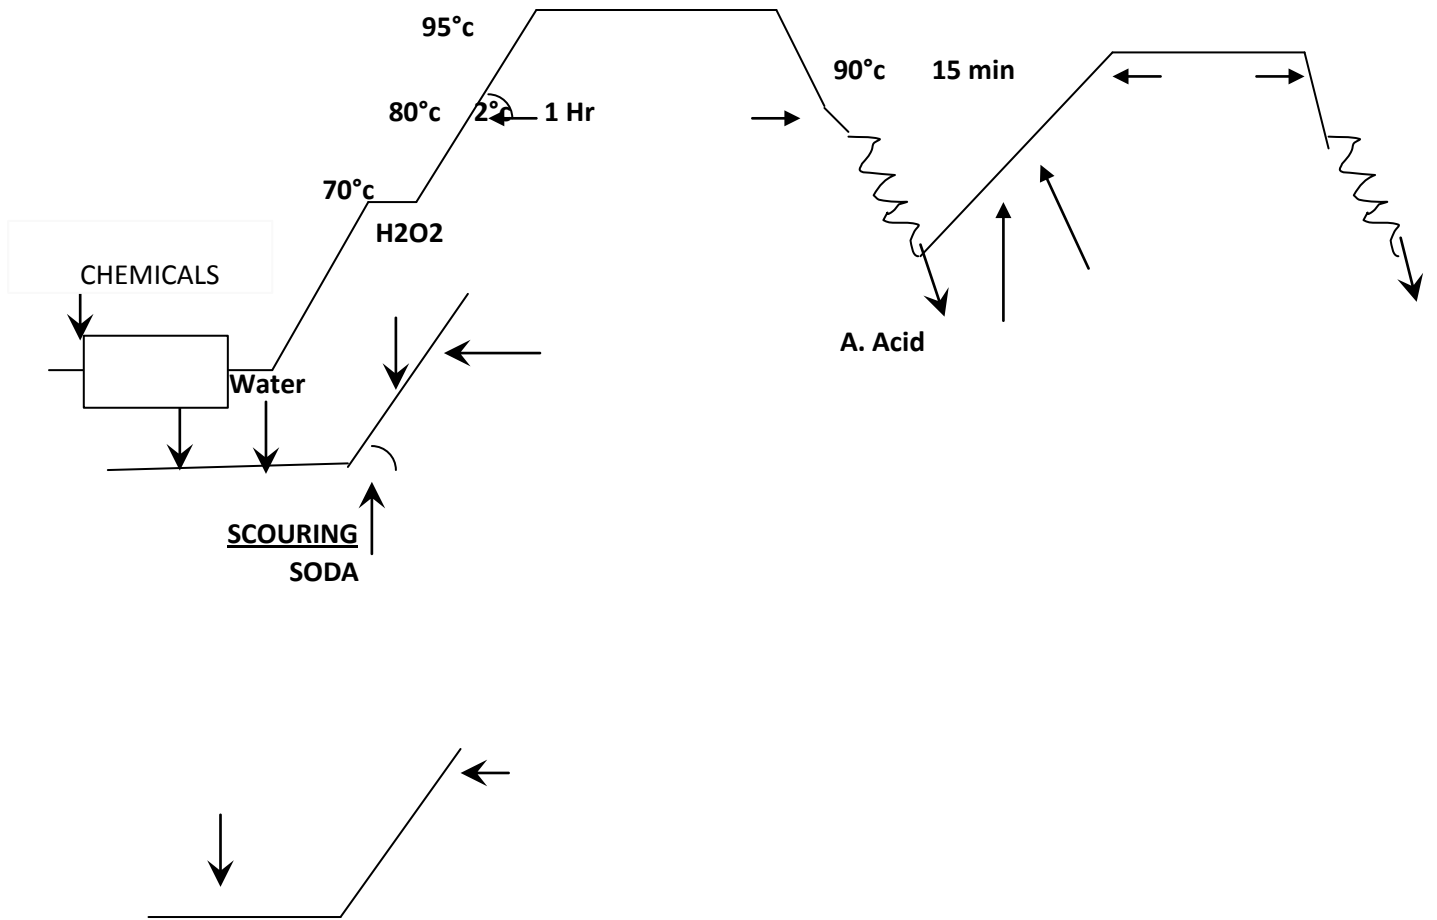 95°c
90°c 15 min
80°c 2°c 1 Hr
70°c
H2O2
CHEMICALS
A. Acid
Water
SCOURING
SODA